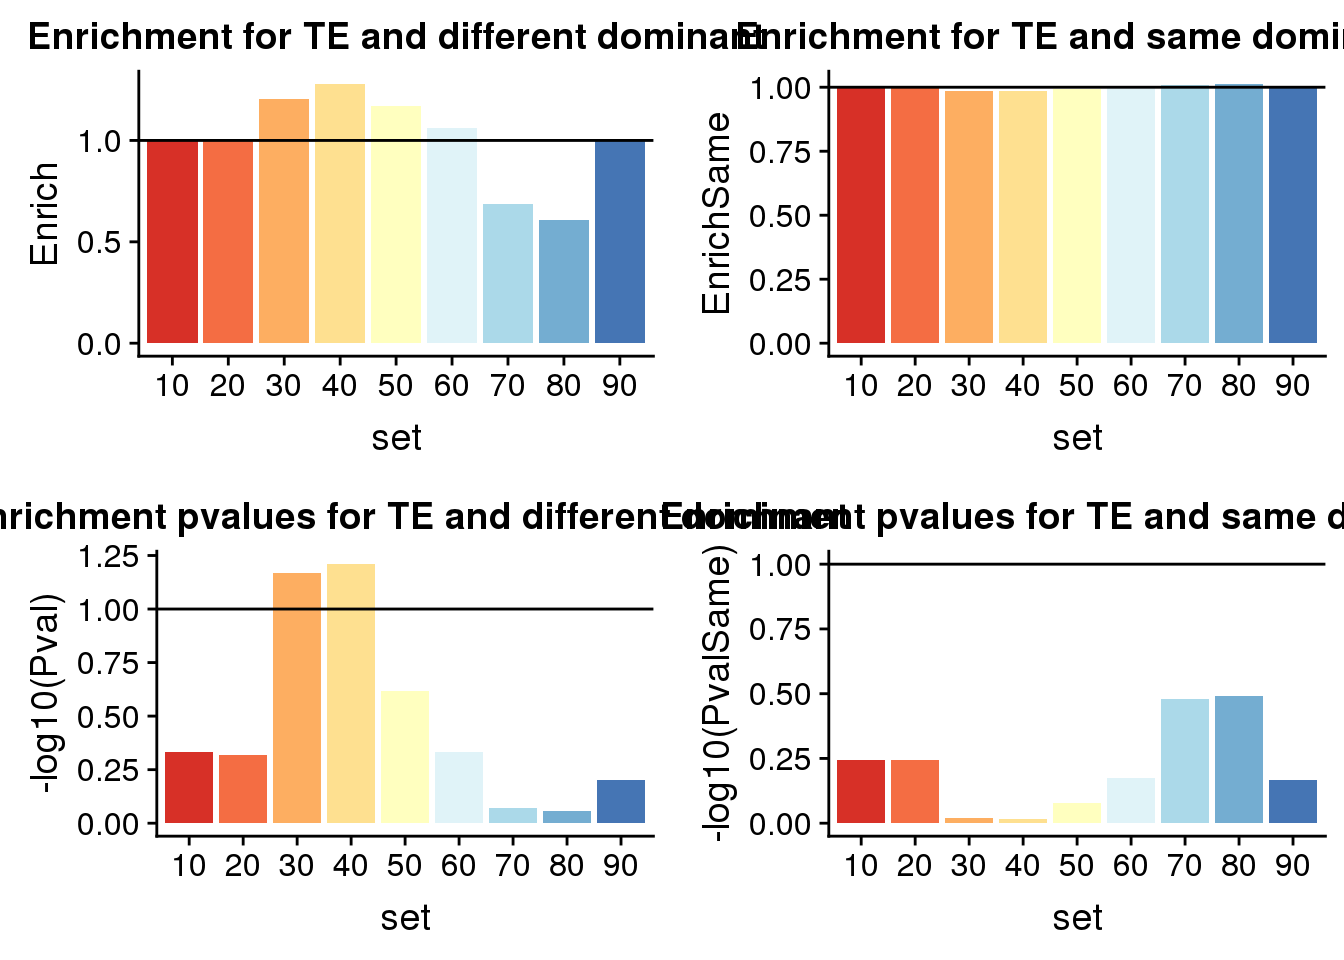 Enrichment for TE and different dominant
Enrich
1.0
0.5
0.0
10 20 30 40 50 60 70 80 90
set
Enrichment for TE and same domi
EnrichSame
1.00
0.75
0.50
0.25
0.00
10 20 30 40 50 60 70 80 90
set
nrichment pvalues for TE and different dominant
-log10(Pval)
1.25
1.00
0.75
0.50
0.25
0.00
10 20 30 40 50 60 70 80 90
set
Enrichment pvalues for TE and same d
-log10(PvalSame)
1.00
0.75
0.50
0.25
0.00
10 20 30 40 50 60 70 80 90
set